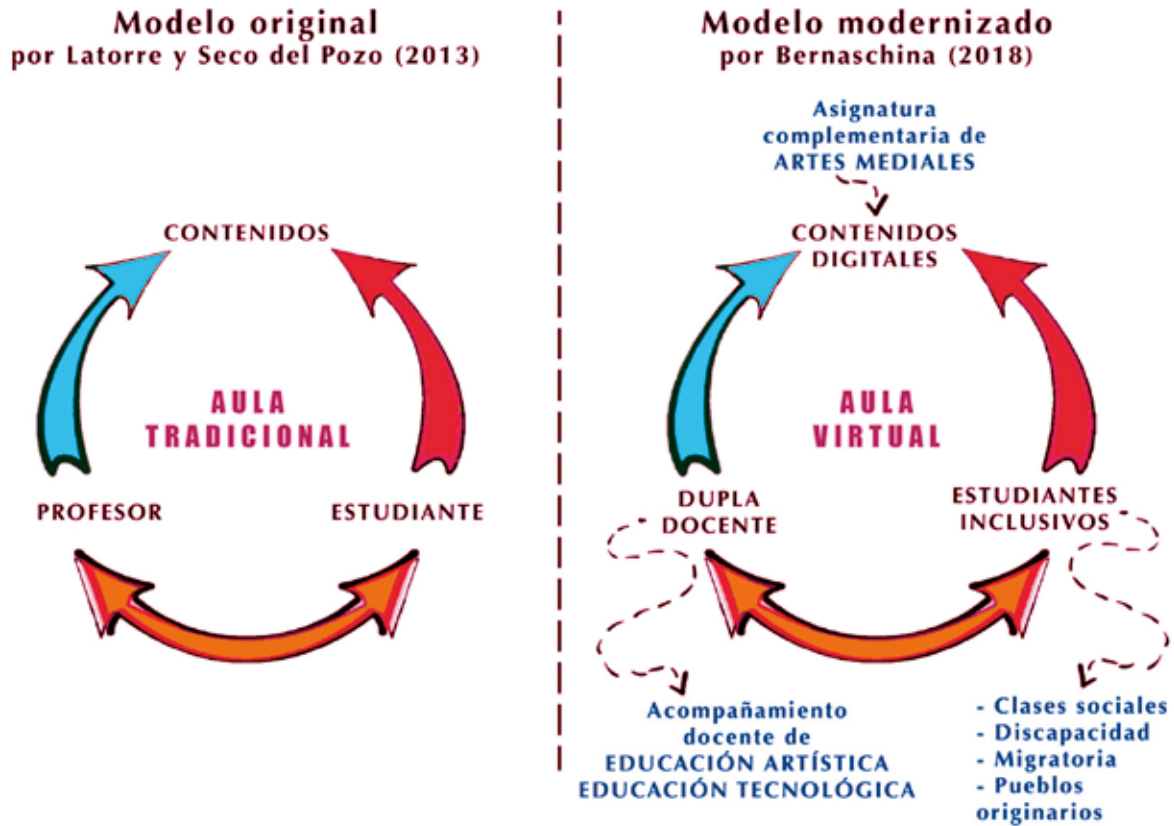 Modelo original
por Latorre y Seco del Pozo (2013)
CONTENIDOS
AULA
TRADICIONAL
PROFESOR
ESTUDIANTE
Modelo modernizado
por Bernaschina (2018)
Asignatura
complementaria de
ARTES MEDIALES
CONTENIDOS
DIGITALES
AULA
VIRTUAL
DUPLA
DOCENTE
ESTUDIANTES
INCLUSIVOS
Acompañamiento
docente de
EDUCACIÓN ARTÍSTICA
EDUCACIÓN TECNOLÓGICA
- Clases sociales
- Discapacidad
- Migratoria
- Pueblos
originarios